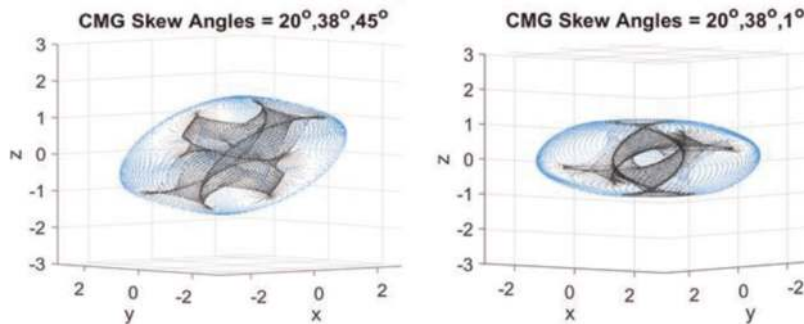 CMG Skew Angles = 20°,38°,45°
3
2
1
0
-1
-2
-3
z
2 0 -2 -2 0 2
y x
CMG Skew Angles = 20°,38°,1°
3
2
1
0
-1
-2
-3
z
2 0 2 2 0 -2
x y